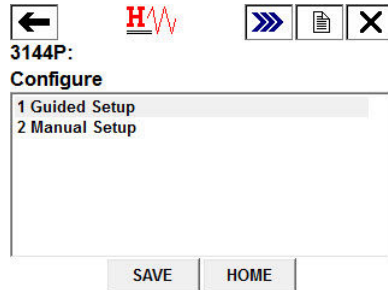 H
3144P:
Configure
1 Guided Setup
2 Manual Setup
SAVE HOME